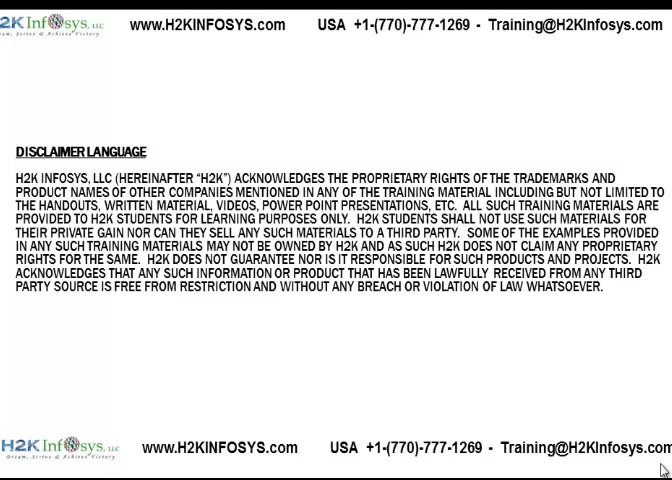 H2K Infosys, LLC www.H2KINFOSYS.com USA +1-(770)-777-1269 - Training@H2KInfosys.com
Dream, Strive & Achieve Victory
DISCLAIMER LANGUAGE
H2K INFOSYS, LLC (HEREINAFTER “H2K”) ACKNOWLEDGES THE PROPRIETARY RIGHTS OF THE TRADEMARKS AND
PRODUCT NAMES OF OTHER COMPANIES MENTIONED IN ANY OF THE TRAINING MATERIAL INCLUDING BUT NOT LIMITED TO
THE HANDOUTS, WRITTEN MATERIAL, VIDEOS, POWER POINT PRESENTATIONS, ETC. ALL SUCH TRAINING MATERIALS ARE
PROVIDED TO H2K STUDENTS FOR LEARNING PURPOSES ONLY. H2K STUDENTS SHALL NOT USE SUCH MATERIALS FOR
THEIR PRIVATE GAIN NOR CAN THEY SELL ANY SUCH MATERIALS TO A THIRD PARTY. SOME OF THE EXAMPLES PROVIDED
IN ANY SUCH TRAINING MATERIALS MAY NOT BE OWNED BY H2K AND AS SUCH H2K DOES NOT CLAIM ANY PROPRIETARY
RIGHTS FOR THE SAME. H2K DOES NOT GUARANTEE NOR IS IT RESPONSIBLE FOR SUCH PRODUCTS AND PROJECTS. H2K
ACKNOWLEDGES THAT ANY SUCH INFORMATION OR PRODUCT THAT HAS BEEN LAWFULLY RECEIVED FROM ANY THIRD
PARTY SOURCE IS FREE FROM RESTRICTION AND WITHOUT ANY BREACH OR VIOLATION OF LAW WHATSOEVER.
H2K Infosys, LLC www.H2KINFOSYS.com USA +1-(770)-777-1269 - Training@H2KInfosys.com
Dream, Strive & Achieve Victory